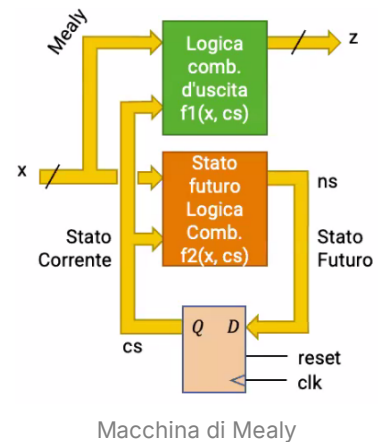 Mealy
Logica
comb.
d'uscita
f1(x, cs)
z
x
Stato
futuro
Logica
Comb.
f2(x, cs)
ns
Stato
Corrente
Stato
Futuro
Q D
cs
reset
clk
Macchina di Mealy